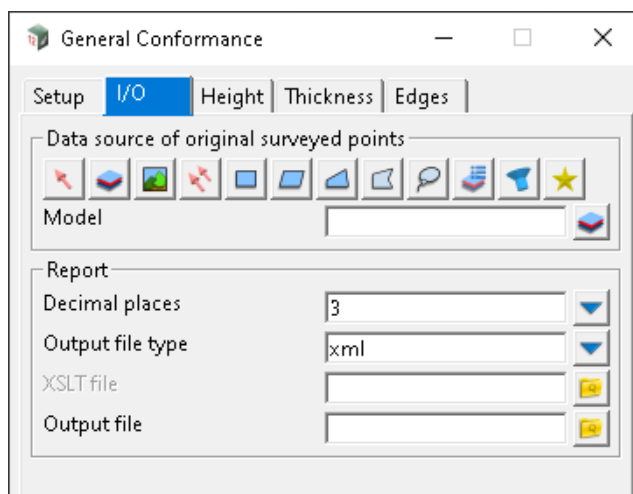 General Conformance
Setup I/O Height Thickness Edges
Data source of original surveyed points
Model
Report
Decimal places 3
Output file type xml
XSLT file
Output file